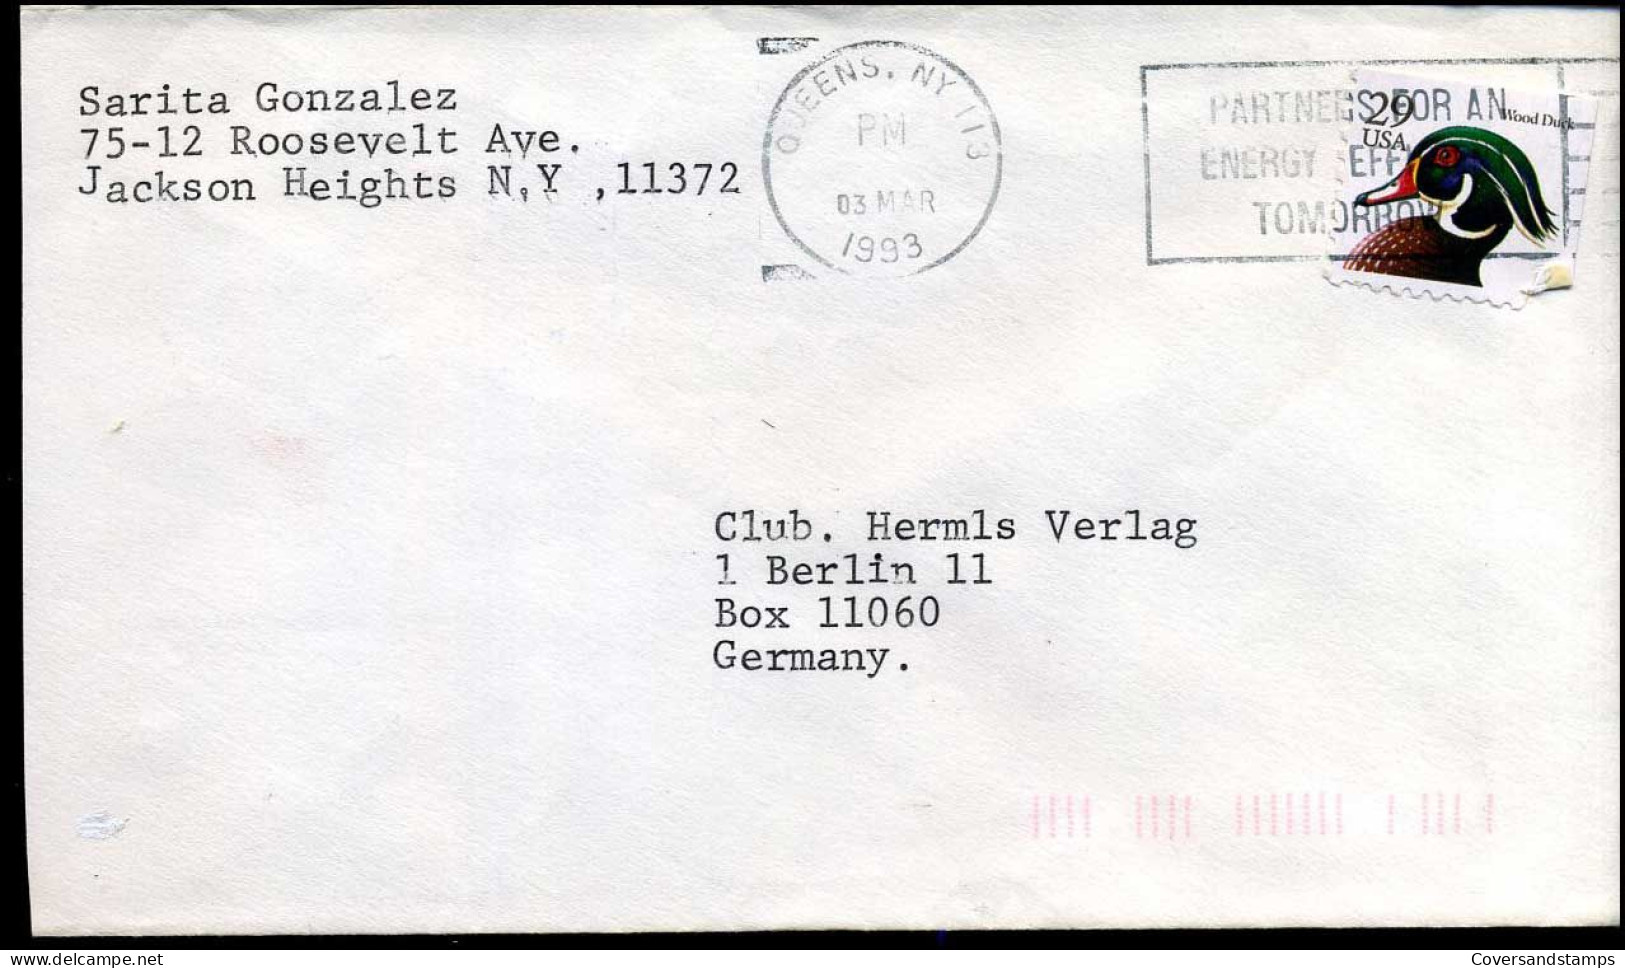 Sarita Gonzalez
75-12 Roosevelt Ave.
Jackson Heights N,Y ,11372
QUEENS, NY 113
PM
03 MAR
1993
PARTNERS FOR AN
ENERGY EFF
TOMORROW
29
USA
Wood Duck
Club. Hermls Verlag
1 Berlin 11
Box 11060
Germany.
www.delcampe.net
Coversandstamps